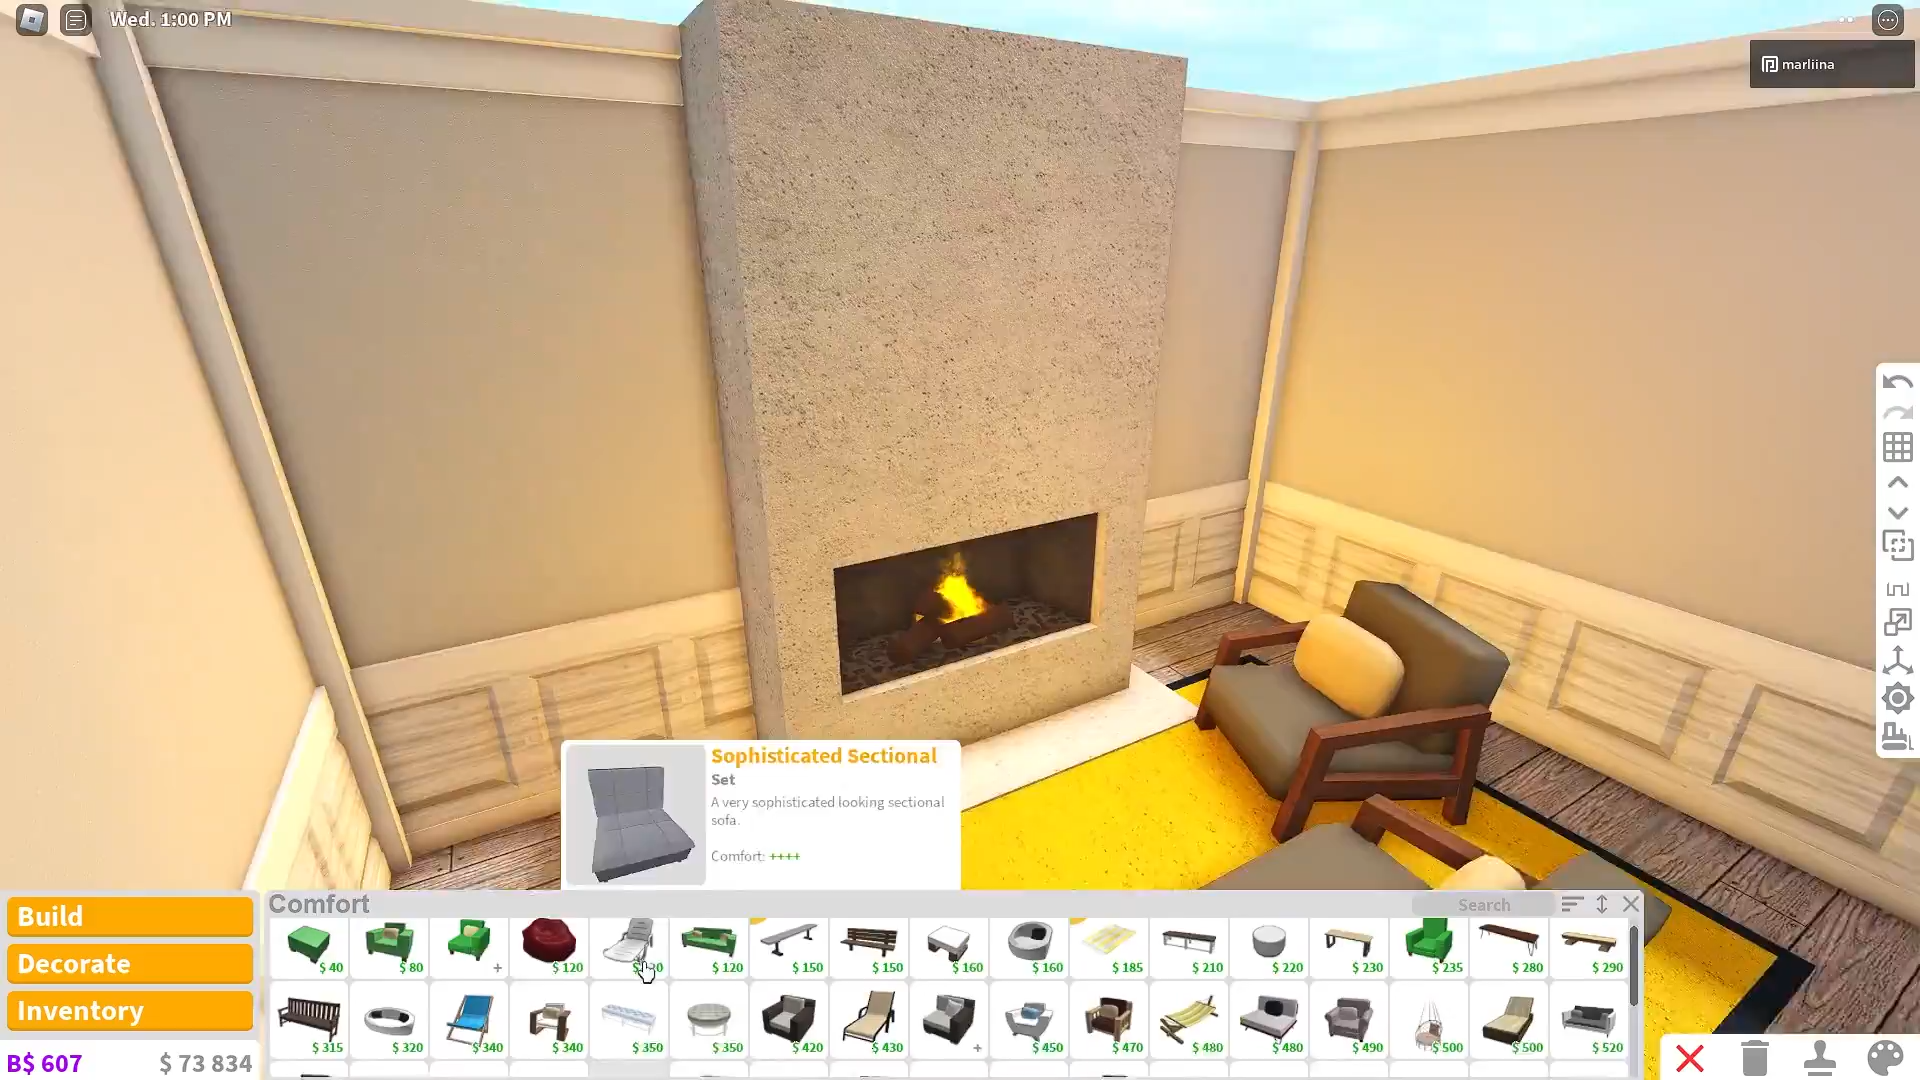 Wed. 1:00 PM
marliina
Sophisticated Sectional
Set
A very sophisticated looking sectional
sofa.
Comfort: ++++
Build
Decorate
Inventory
B$ 607
$ 73 834
Comfort
Search
$ 40
$ 80
+
$ 120
$ 120
$ 150
$ 150
$ 160
$ 160
$ 185
$ 210
$ 220
$ 230
$ 235
$ 280
$ 290
$ 315
$ 320
$ 340
$ 340
$ 350
$ 350
$ 420
$ 430
+
$ 450
$ 470
$ 480
$ 480
$ 490
$ 500
$ 500
$ 520